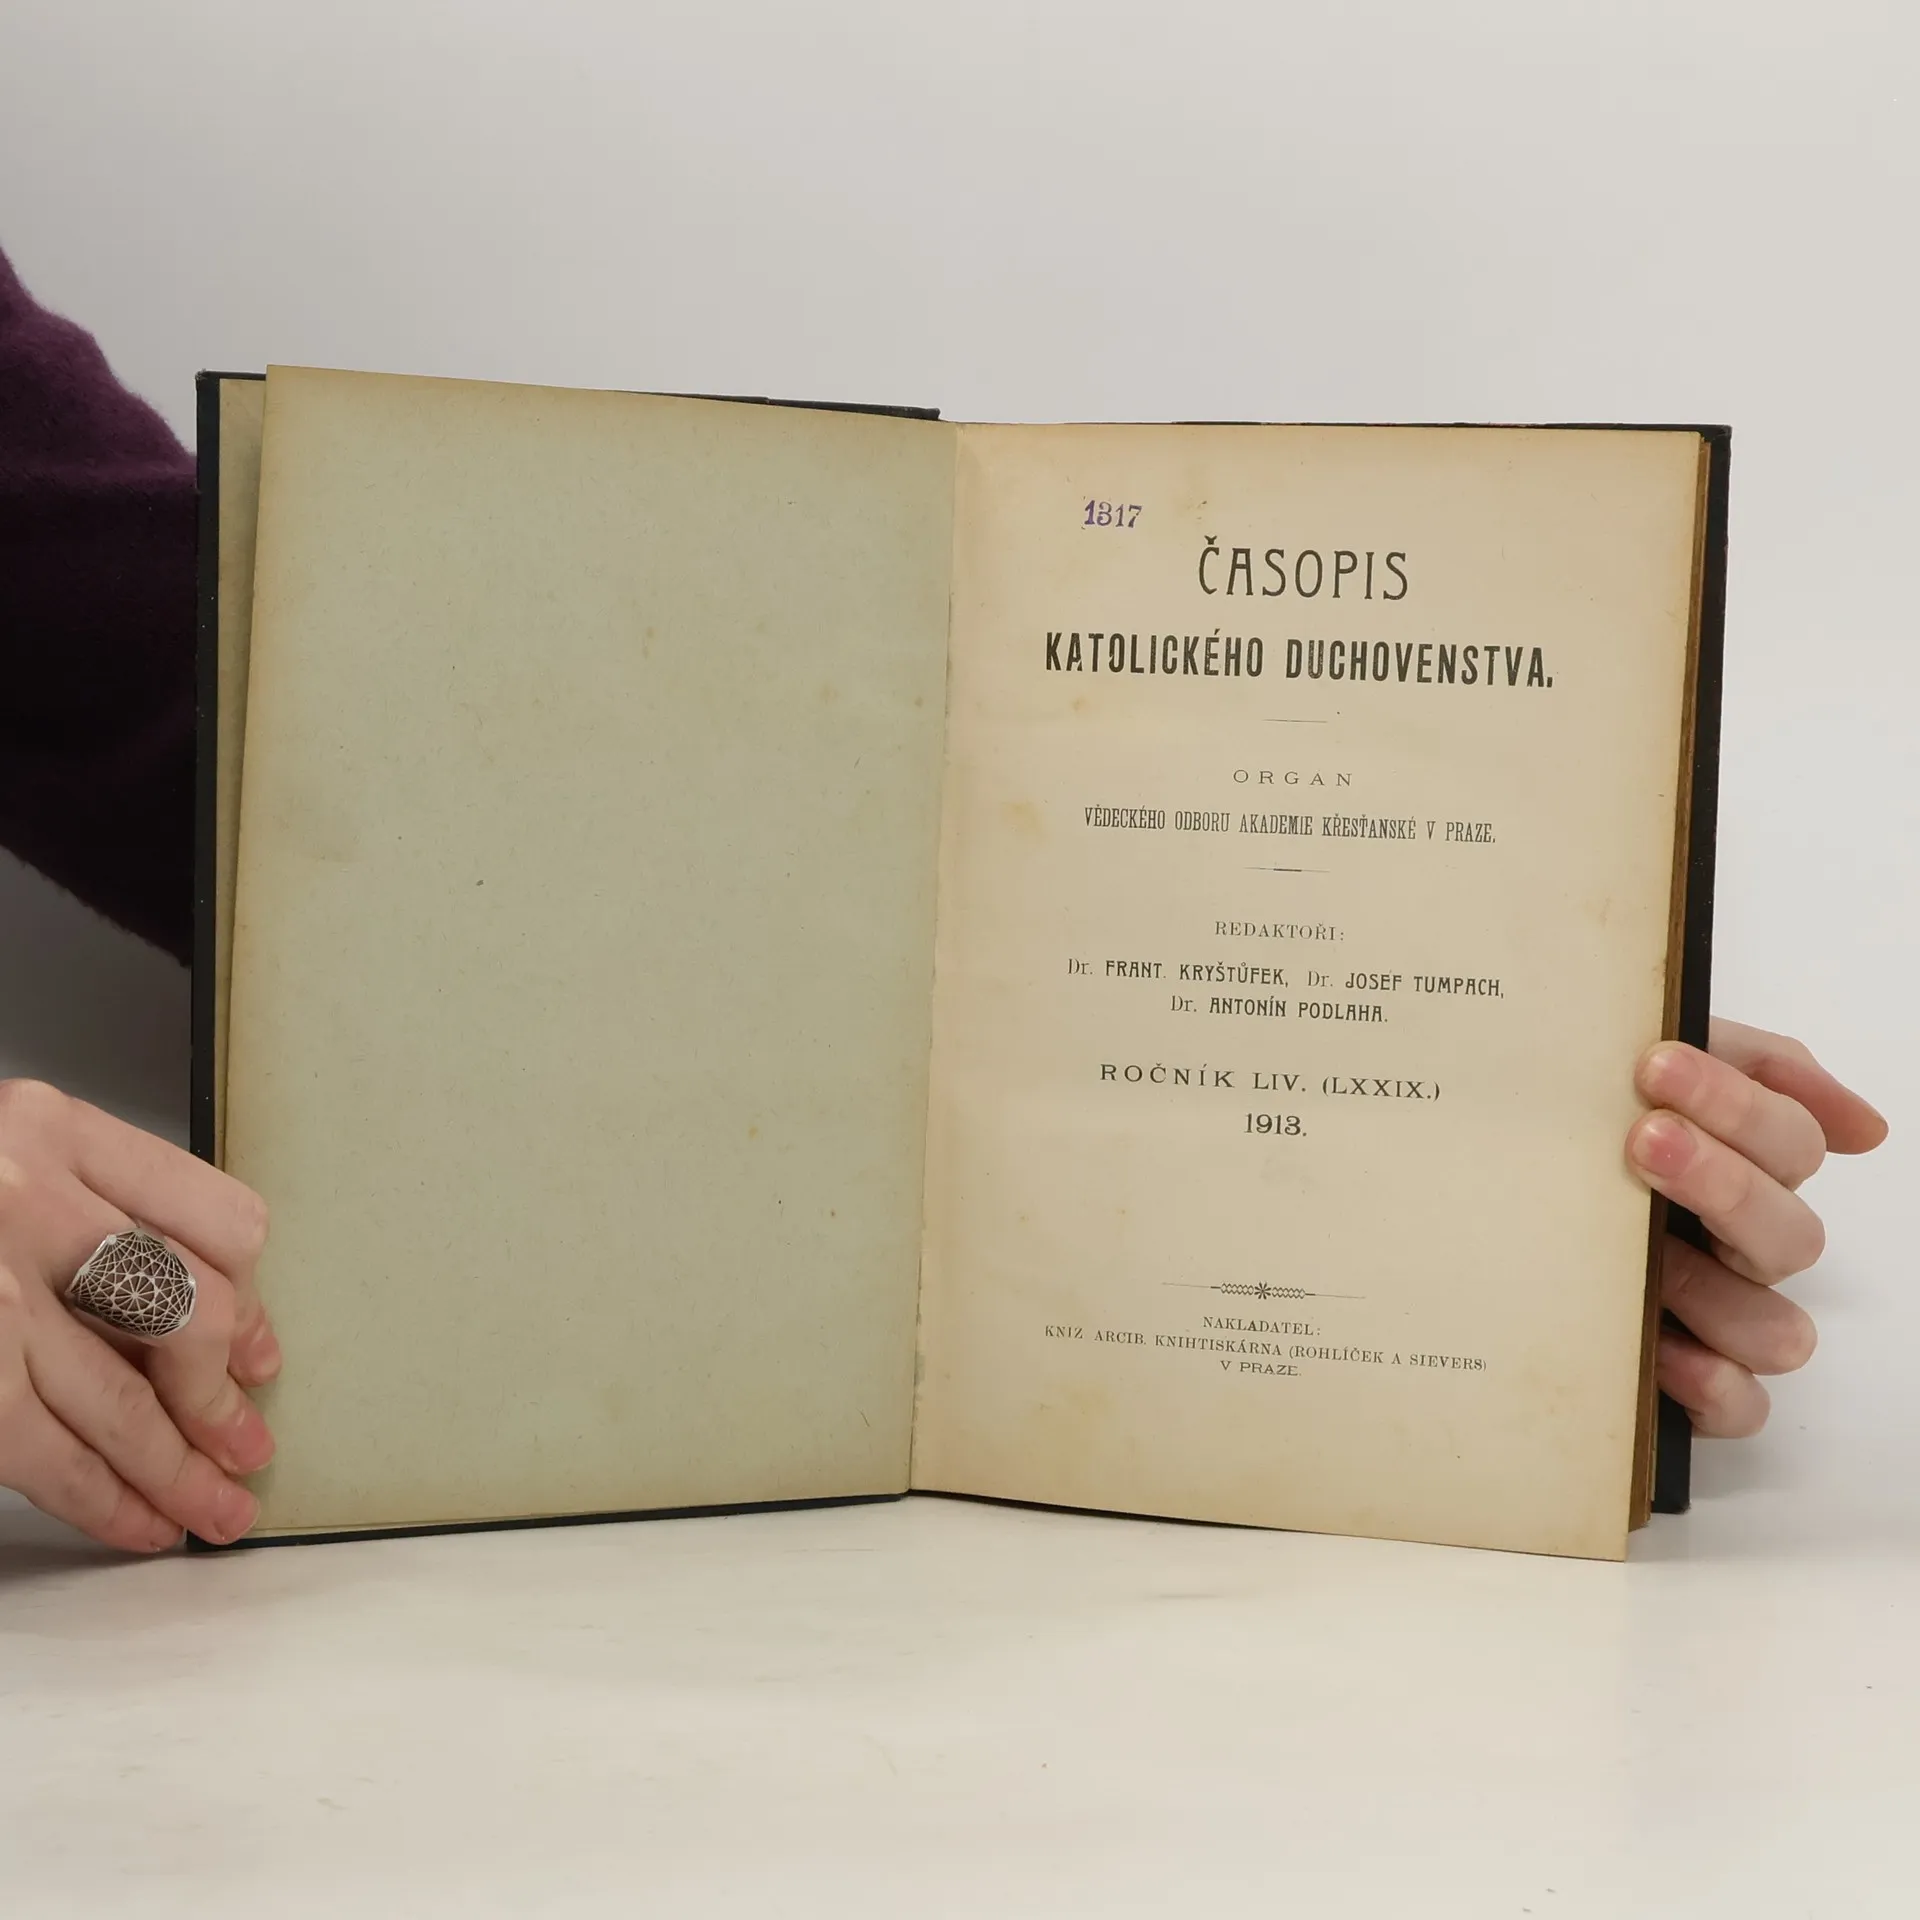 1317
ČASOPIS
KATOLICKÉHO DUCHOVENSTVA.
ORGAN
VĚDECKÉHO ODBORU AKADEMIE KŘESŤANSKÉ V PRAZE.
REDAKTOŘI:
Dr. FRANT. KRYŠTŮFEK, Dr. JOSEF TUMPACH,
Dr. ANTONÍN PODLAHA.
ROČNÍK LIV. (LXXIX.)
1913.
NAKLADATEL:
KNIZ ARCIB. KNIHTISKÁRNA (ROHLÍČEK A SIEVERS)
V PRAZE.